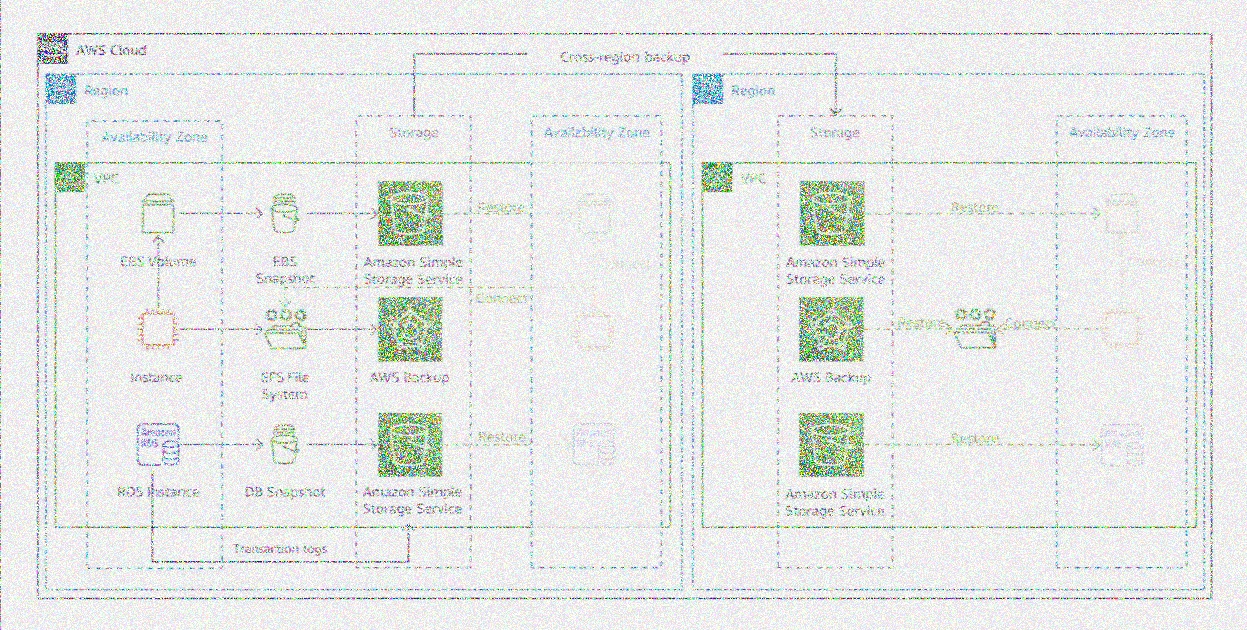 AWS Cloud
Cross-region backup
Region
Region
Availability Zone
Storage
Availability Zone
Storage
Availability Zone
VPC
VPC
Restore
Restore
EBS Volume
EBS
Snapshot
Amazon Simple
Storage Service
Amazon Simple
Storage Service
Connect
Restore
Connect
Instance
EFS File
System
AWS Backup
AWS Backup
Amazon
RDS
Restore
Restore
RDS Instance
DB Snapshot
Amazon Simple
Storage Service
Amazon Simple
Storage Service
Transaction logs